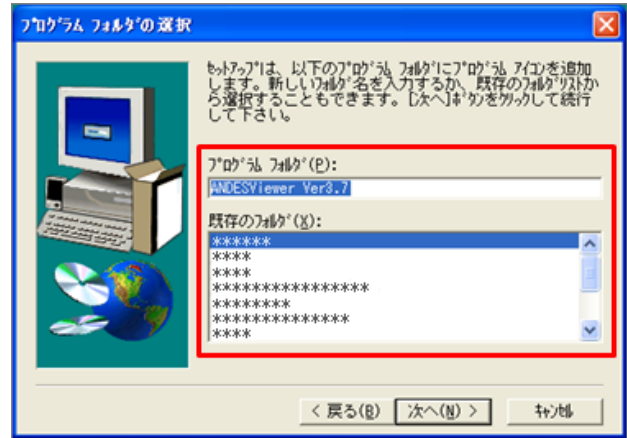 ﾌﾟﾛｸﾞﾗﾑ ﾌｫﾙﾀﾞの選択
ｾｯﾄｱｯﾌﾟは、以下のﾌﾟﾛｸﾞﾗﾑ ﾌｫﾙﾀﾞにﾌﾟﾛｸﾞﾗﾑ ｱｲｺﾝを追加
します。新しいﾌｫﾙﾀﾞ名を入力するか、既存のﾌｫﾙﾀﾞﾘｽﾄか
ら選択することもできます。[次へ]ﾎﾞﾀﾝをｸﾘｯｸして続行
して下さい。
ﾌﾟﾛｸﾞﾗﾑ ﾌｫﾙﾀﾞ(P):
ANDESViewer Ver3.7
既存のﾌｫﾙﾀﾞ(X):
******
****
****
****************
********
**************
****
< 戻る(B) 次へ(N) > ｷｬﾝｾﾙ